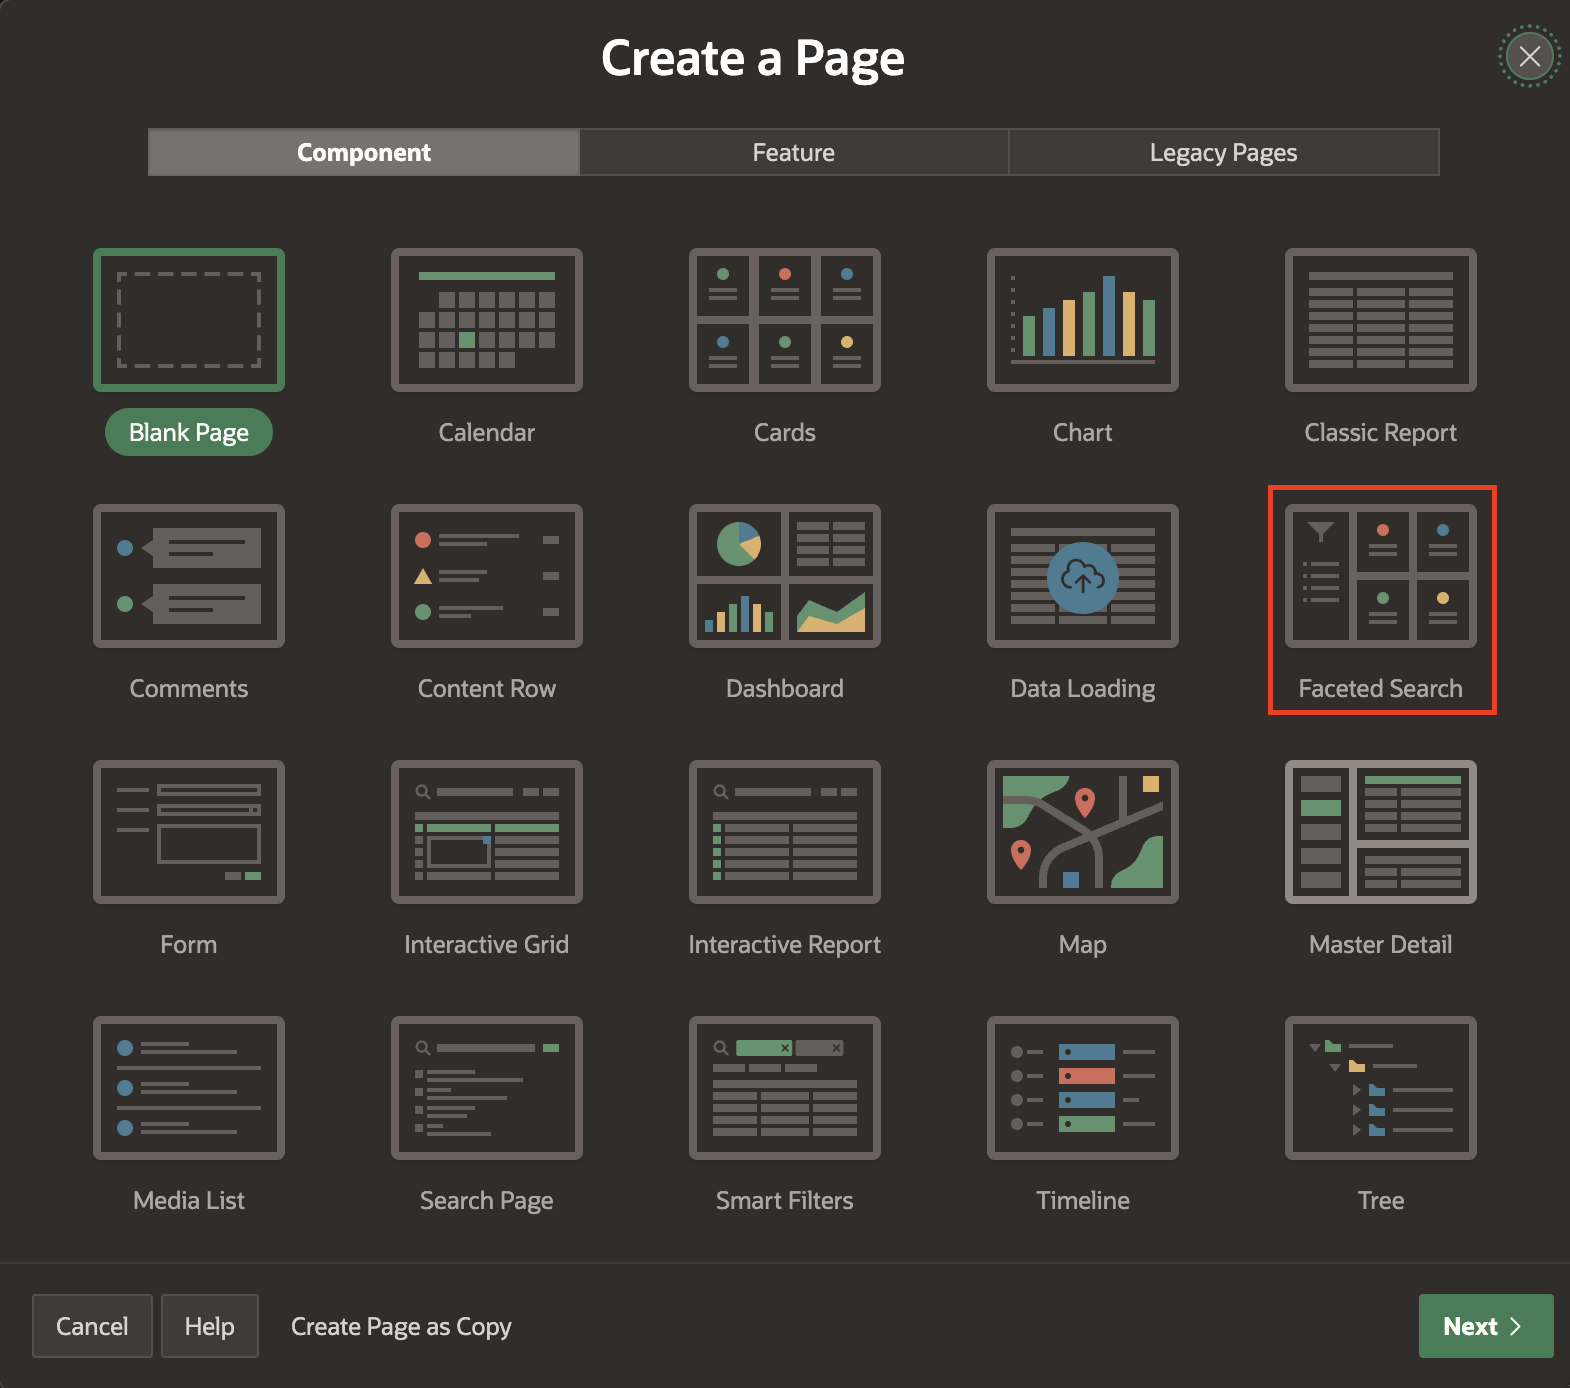 Create a Page
Component
Feature
Legacy Pages
Blank Page
Calendar
Cards
Chart
Classic Report
Comments
Content Row
Dashboard
Data Loading
Faceted Search
Form
Interactive Grid
Interactive Report
Map
Master Detail
Media List
Search Page
Smart Filters
Timeline
Tree
Cancel
Help
Create Page as Copy
Next